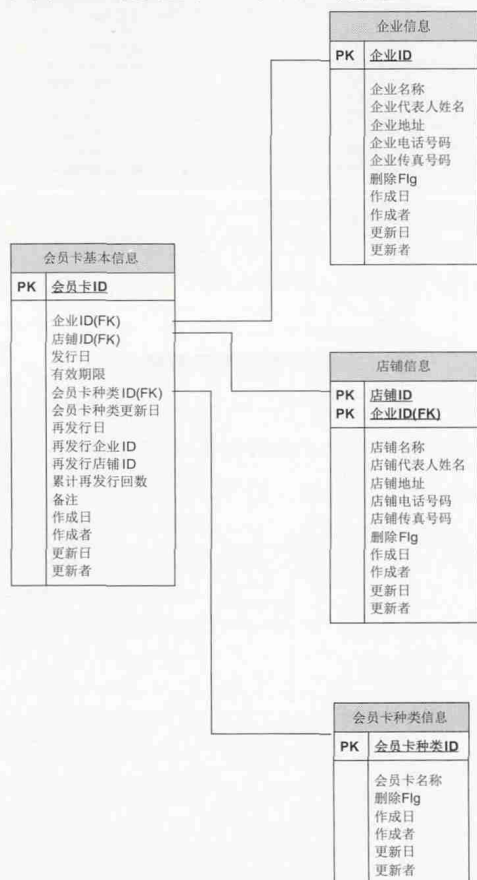 企业信息
PK 企业ID
企业名称
企业代表人姓名
企业地址
企业电话号码
企业传真号码
删除Flg
作成日
作成者
更新日
更新者
会员卡基本信息
PK 会员卡ID
企业ID(FK)
店铺ID(FK)
发行日
有效期限
会员卡种类ID(FK)
会员卡种类更新日
再发行日
再发行企业ID
再发行店铺ID
累计再发行回数
备注
作成日
作成者
更新日
更新者
店铺信息
PK 店铺ID
PK 企业ID(FK)
店铺名称
店铺代表人姓名
店铺地址
店铺电话号码
店铺传真号码
删除Flg
作成日
作成者
更新日
更新者
会员卡种类信息
PK 会员卡种类ID
会员卡名称
删除Flg
作成日
作成者
更新日
更新者